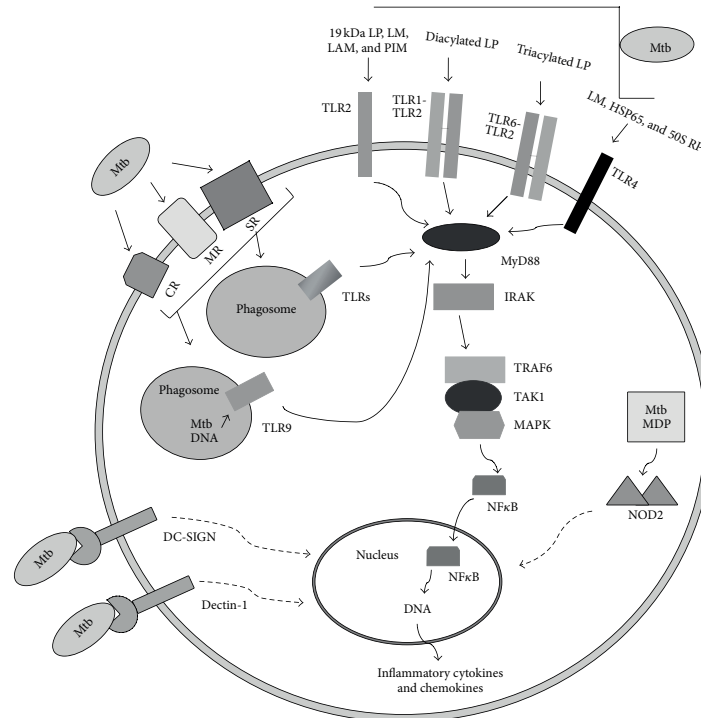 19 kDa LP, LM,
LAM, and PIM
Diacylated LP
Triacylated LP
Mtb
LM, HSP65, and 50S RP
TLR2
TLR1-
TLR2
TLR6-
TLR2
TLR4
Mtb
SR
MR
CR
MyD88
Phagosome
TLRs
IRAK
Phagosome
Mtb
DNA
TLR9
TRAF6
TAK1
MAPK
Mtb
MDP
NFκB
NOD2
DC-SIGN
Mtb
Nucleus
NFκB
Dectin-1
DNA
Mtb
Inflammatory cytokines
and chemokines